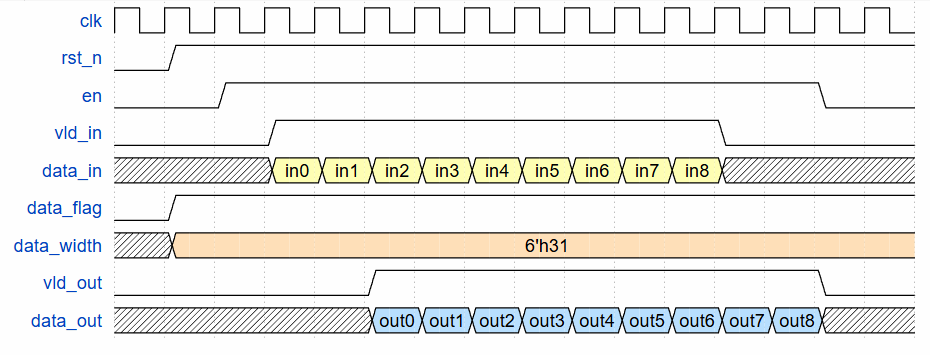 clk
rst_n
en
vld_in
data_in in0 in1 in2 in3 in4 in5 in6 in7 in8
data_flag
data_width 6'h31
vld_out
data_out out0 out1 out2 out3 out4 out5 out6 out7 out8